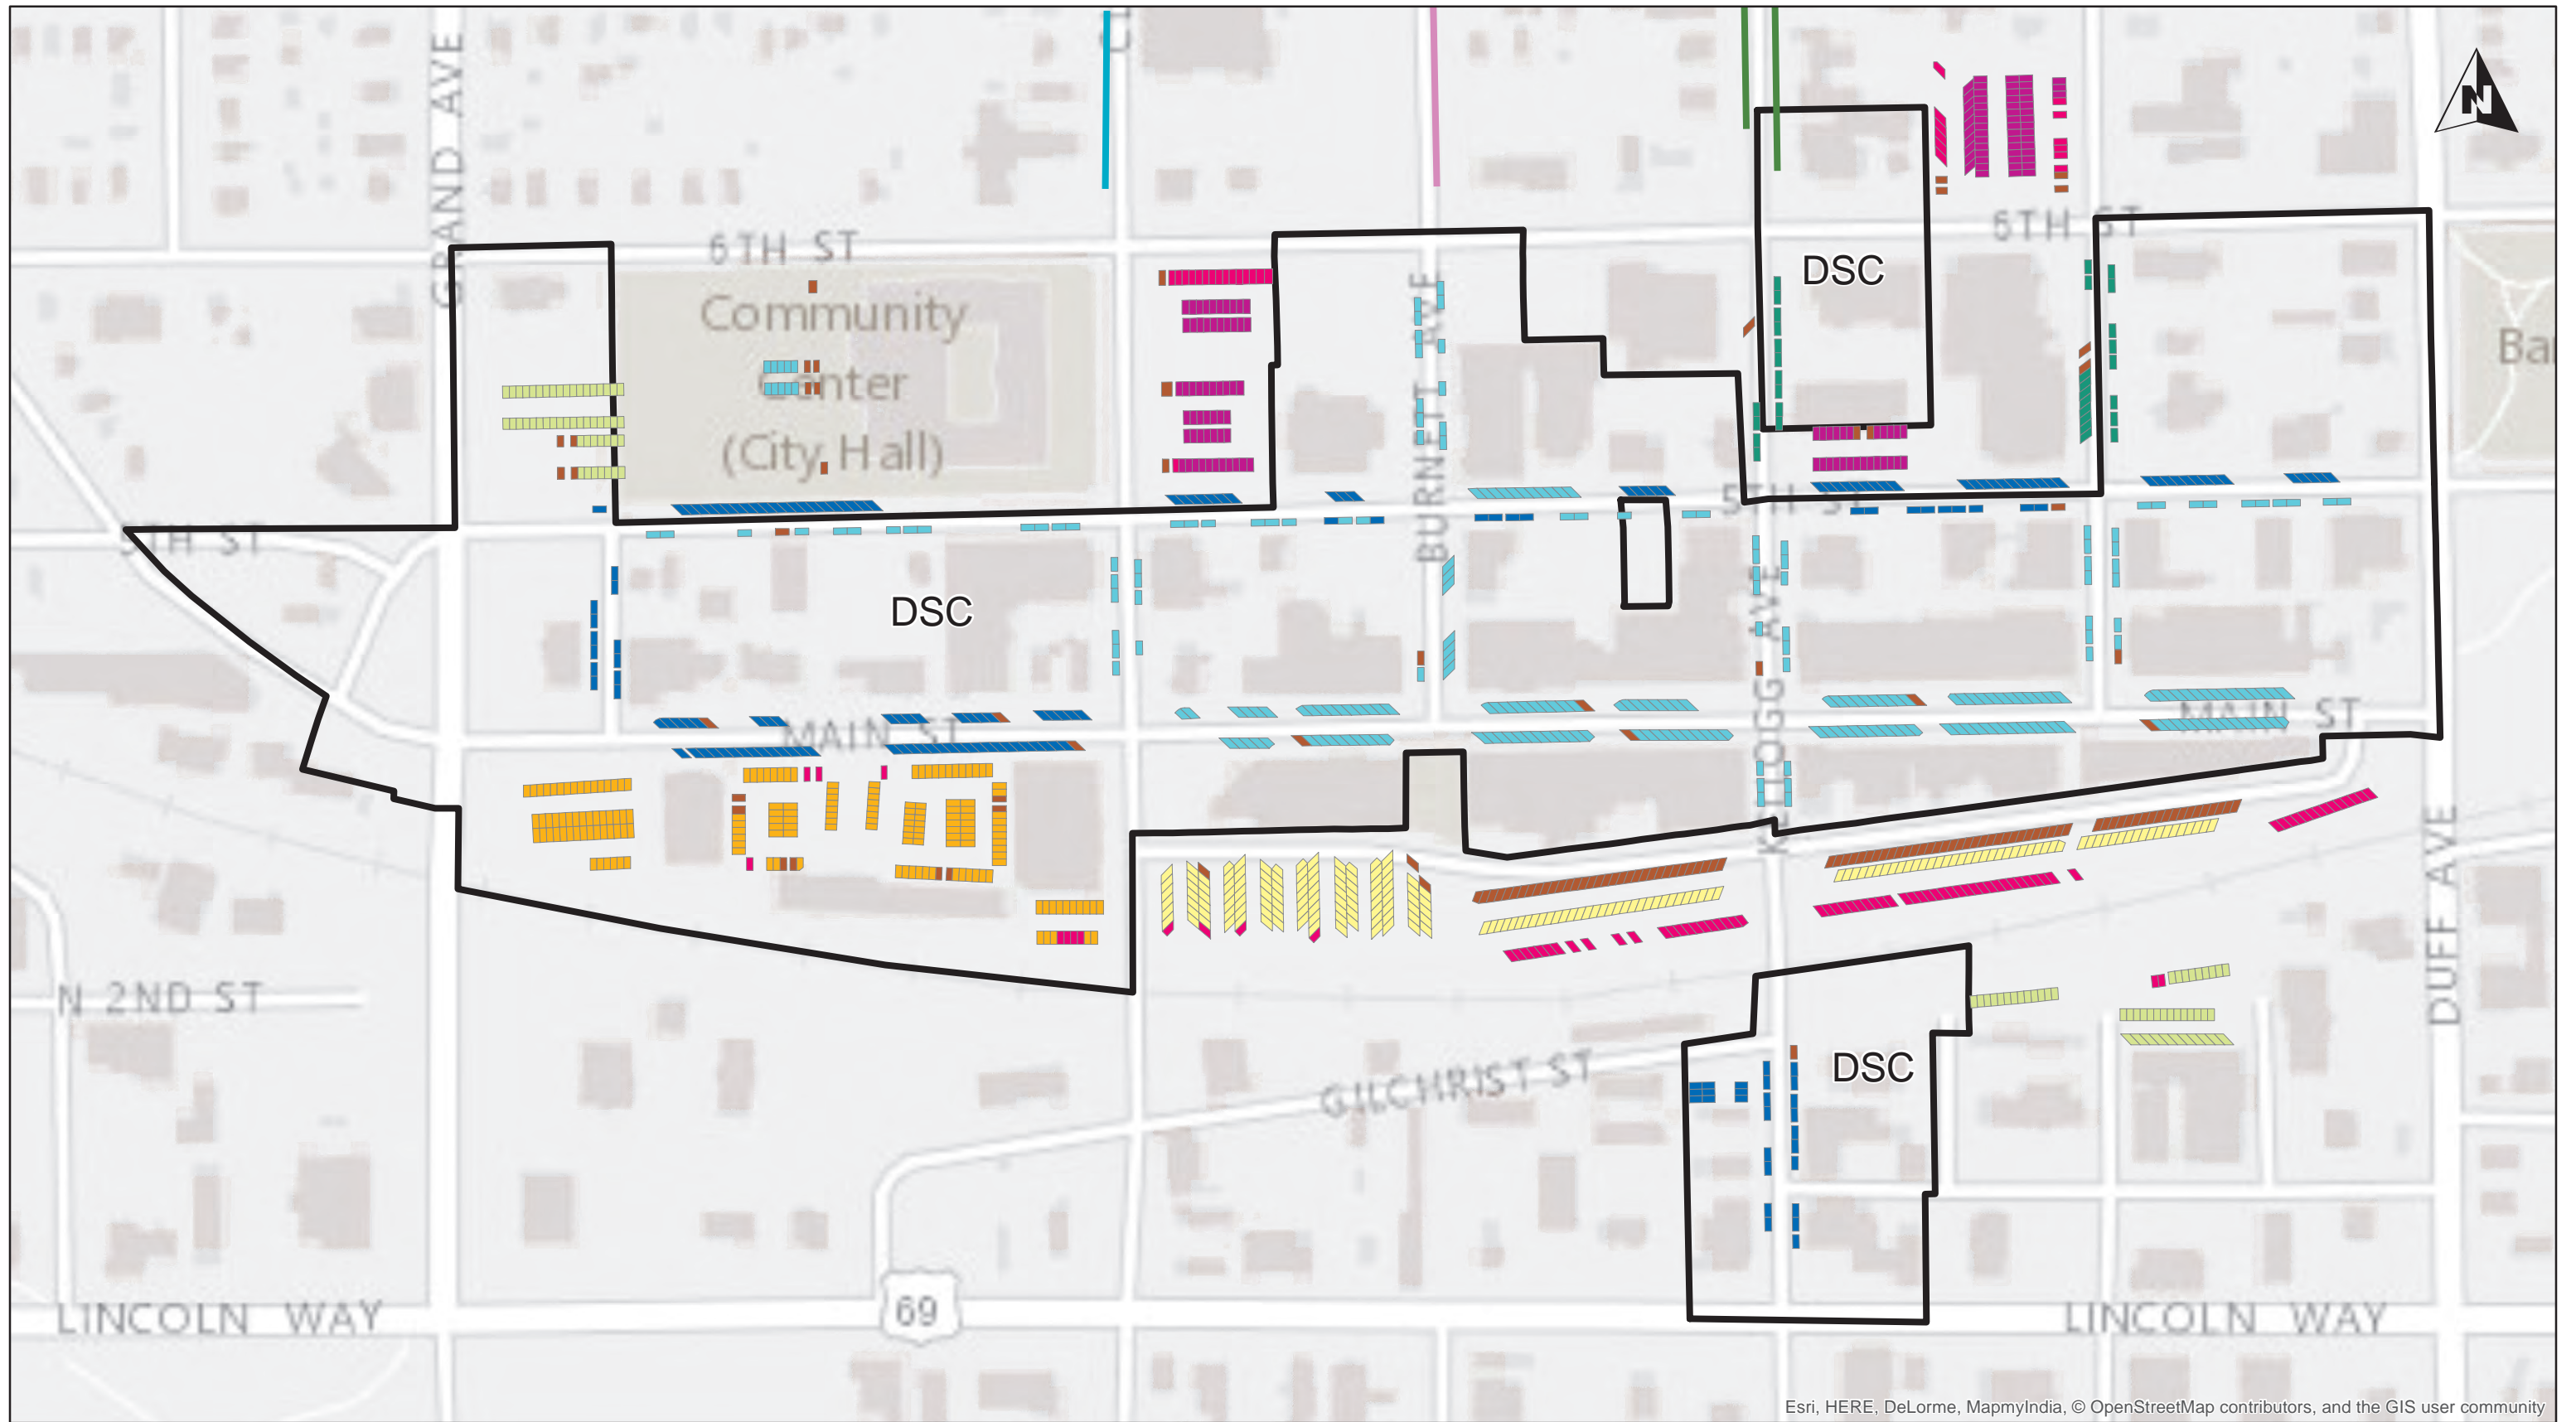 GRAND AVE
N
6TH ST
6TH ST
DSC
Community
Center
(City Hall)
BURNETT AVE
5TH ST
5TH ST
DSC
KELLOGG AVE
MAIN ST
MAIN ST
DUFF AVE
N 2ND ST
DSC
GILCHRIST ST
69
LINCOLN WAY
LINCOLN WAY
Esri, HERE, DeLorme, MapmyIndia, © OpenStreetMap contributors, and the GIS user community